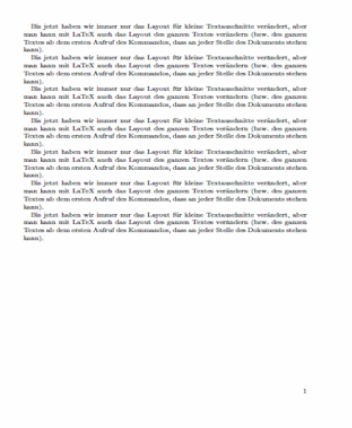 Bis jetzt haben wir immer nur das Layout für kleine Textauschnitte verändert, aber
man kann mit LaTeX auch das Layout des ganzen Textes verändern (bzw. des ganzen
Textes ab dem ersten Aufruf des Kommandos, dass an jeder Stelle des Dokuments stehen
kann).
Bis jetzt haben wir immer nur das Layout für kleine Textauschnitte verändert, aber
man kann mit LaTeX auch das Layout des ganzen Textes verändern (bzw. des ganzen
Textes ab dem ersten Aufruf des Kommandos, dass an jeder Stelle des Dokuments stehen
kann).
Bis jetzt haben wir immer nur das Layout für kleine Textauschnitte verändert, aber
man kann mit LaTeX auch das Layout des ganzen Textes verändern (bzw. des ganzen
Textes ab dem ersten Aufruf des Kommandos, dass an jeder Stelle des Dokuments stehen
kann).
Bis jetzt haben wir immer nur das Layout für kleine Textauschnitte verändert, aber
man kann mit LaTeX auch das Layout des ganzen Textes verändern (bzw. des ganzen
Textes ab dem ersten Aufruf des Kommandos, dass an jeder Stelle des Dokuments stehen
kann).
Bis jetzt haben wir immer nur das Layout für kleine Textauschnitte verändert, aber
man kann mit LaTeX auch das Layout des ganzen Textes verändern (bzw. des ganzen
Textes ab dem ersten Aufruf des Kommandos, dass an jeder Stelle des Dokuments stehen
kann).
Bis jetzt haben wir immer nur das Layout für kleine Textauschnitte verändert, aber
man kann mit LaTeX auch das Layout des ganzen Textes verändern (bzw. des ganzen
Textes ab dem ersten Aufruf des Kommandos, dass an jeder Stelle des Dokuments stehen
kann).
Bis jetzt haben wir immer nur das Layout für kleine Textauschnitte verändert, aber
man kann mit LaTeX auch das Layout des ganzen Textes verändern (bzw. des ganzen
Textes ab dem ersten Aufruf des Kommandos, dass an jeder Stelle des Dokuments stehen
kann).
1